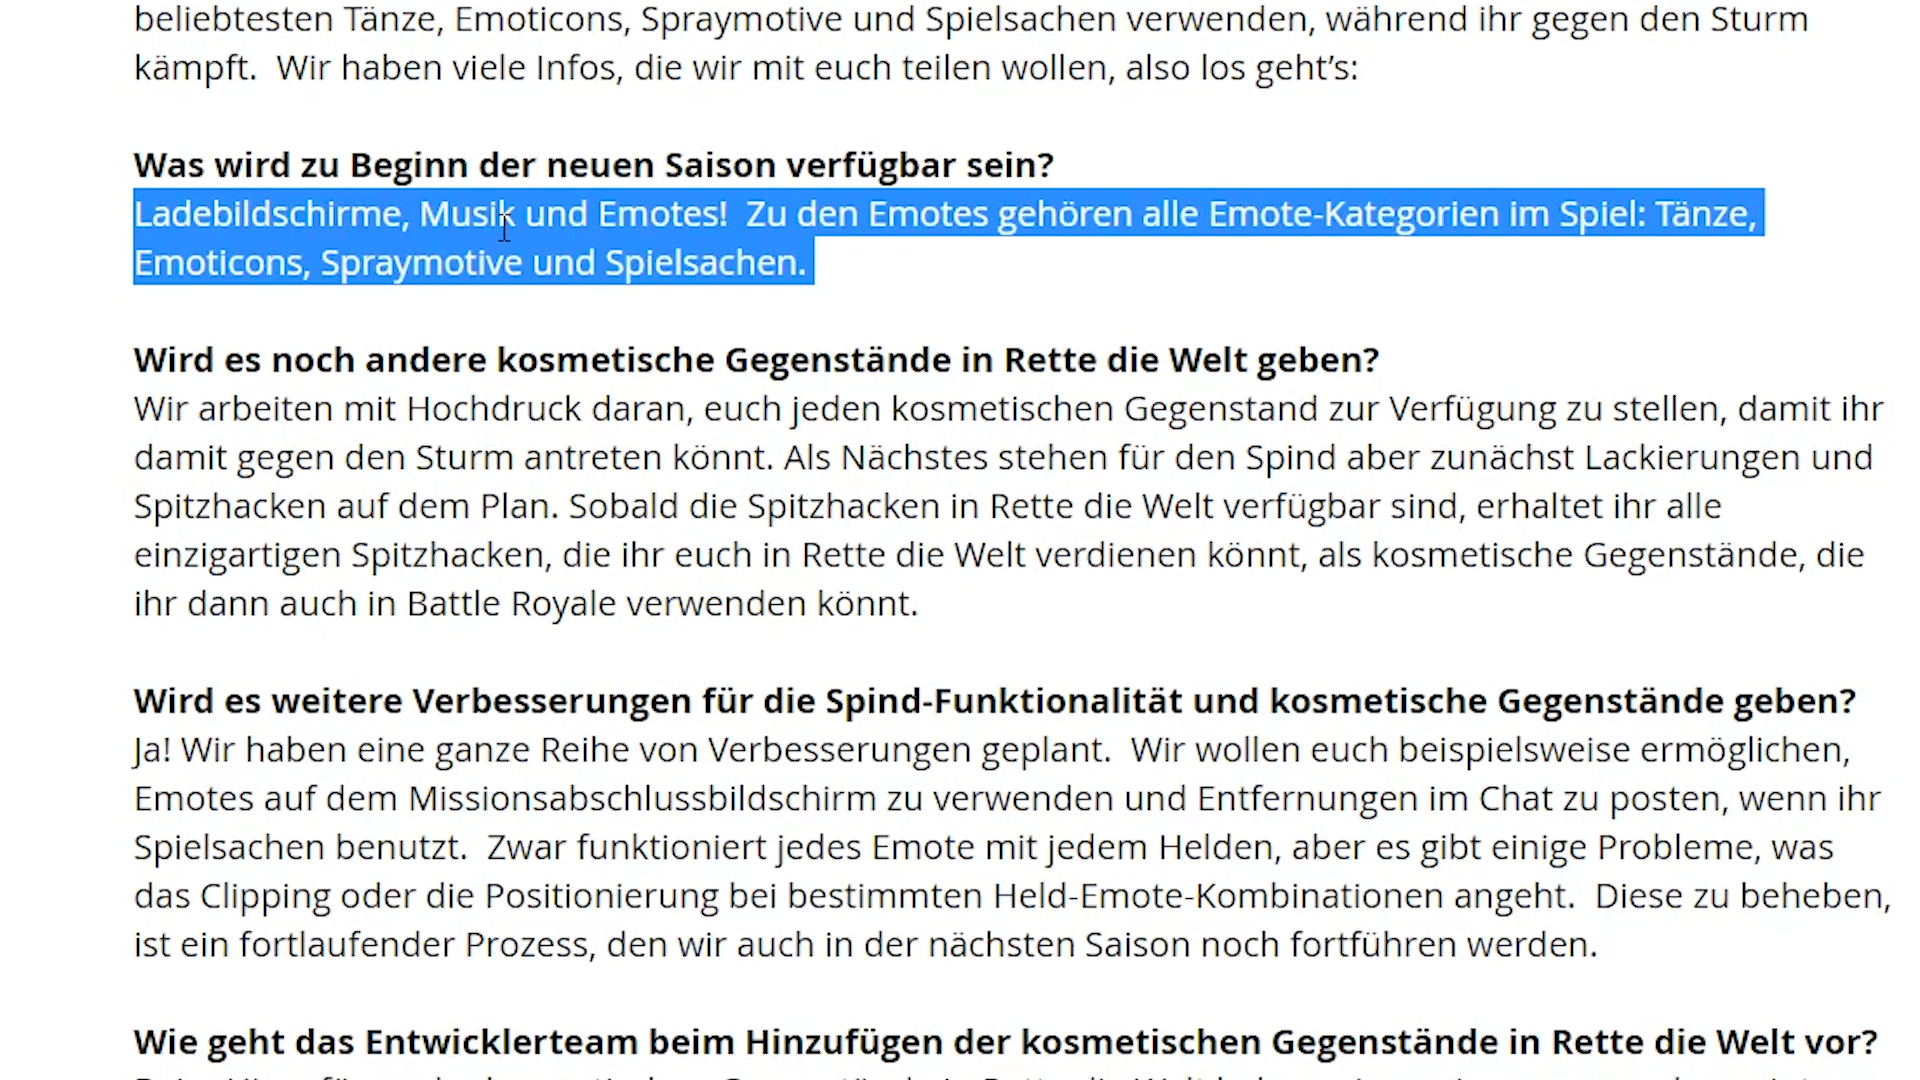 beliebtesten Tänze, Emoticons, Spraymotive und Spielsachen verwenden, während ihr gegen den Sturm
kämpft.  Wir haben viele Infos, die wir mit euch teilen wollen, also los geht’s:
Was wird zu Beginn der neuen Saison verfügbar sein?
Ladebildschirme, Musik und Emotes!  Zu den Emotes gehören alle Emote-Kategorien im Spiel: Tänze,
Emoticons, Spraymotive und Spielsachen.
Wird es noch andere kosmetische Gegenstände in Rette die Welt geben?
Wir arbeiten mit Hochdruck daran, euch jeden kosmetischen Gegenstand zur Verfügung zu stellen, damit ihr
damit gegen den Sturm antreten könnt. Als Nächstes stehen für den Spind aber zunächst Lackierungen und
Spitzhacken auf dem Plan. Sobald die Spitzhacken in Rette die Welt verfügbar sind, erhaltet ihr alle
einzigartigen Spitzhacken, die ihr euch in Rette die Welt verdienen könnt, als kosmetische Gegenstände, die
ihr dann auch in Battle Royale verwenden könnt.
Wird es weitere Verbesserungen für die Spind-Funktionalität und kosmetische Gegenstände geben?
Ja! Wir haben eine ganze Reihe von Verbesserungen geplant.  Wir wollen euch beispielsweise ermöglichen,
Emotes auf dem Missionsabschlussbildschirm zu verwenden und Entfernungen im Chat zu posten, wenn ihr
Spielsachen benutzt.  Zwar funktioniert jedes Emote mit jedem Helden, aber es gibt einige Probleme, was
das Clipping oder die Positionierung bei bestimmten Held-Emote-Kombinationen angeht.  Diese zu beheben,
ist ein fortlaufender Prozess, den wir auch in der nächsten Saison noch fortführen werden.
Wie geht das Entwicklerteam beim Hinzufügen der kosmetischen Gegenstände in Rette die Welt vor?